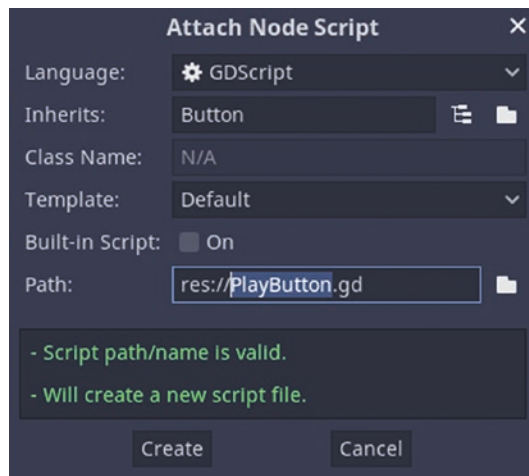 Attach Node Script
Language: GDScript
Inherits: Button
Class Name: N/A
Template: Default
Built-in Script: On
Path: res://PlayButton.gd
- Script path/name is valid.
- Will create a new script file.
Create Cancel